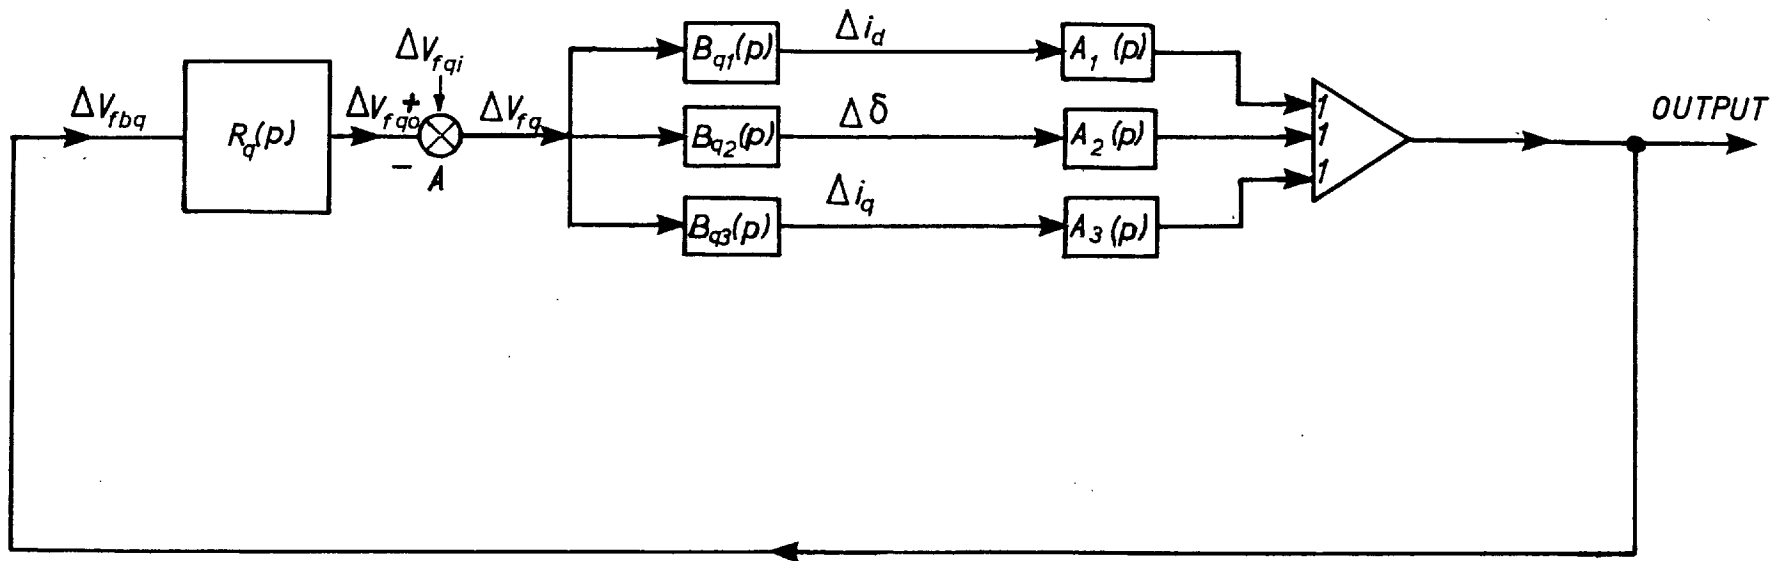 ΔV_fbq
R_q(p)
ΔV_fqo
+
−
ΔV_fqi
A
ΔV_fq
B_q1(p)
Δi_d
A_1(p)
B_q2(p)
Δδ
A_2(p)
B_q3(p)
Δi_q
A_3(p)
1
1
1
OUTPUT